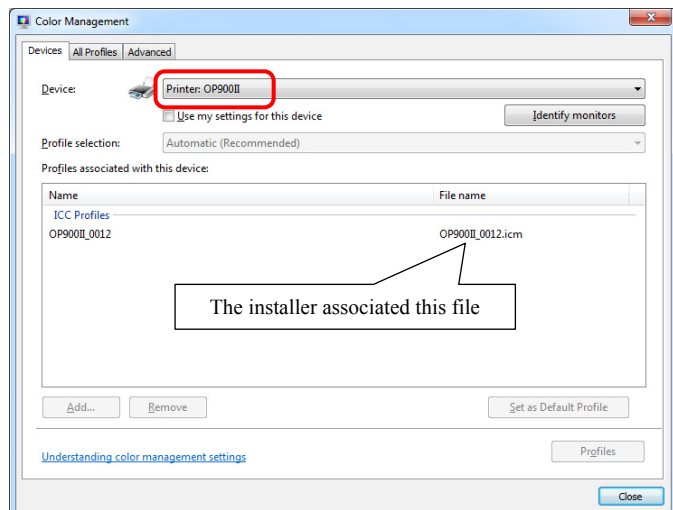 Color Management
Devices All Profiles Advanced
Device: Printer: OP900II
Use my settings for this device Identify monitors
Profile selection: Automatic (Recommended)
Profiles associated with this device:
Name File name
ICC Profiles
OP900II_0012 OP900II_0012.icm
The installer associated this file
Add... Remove Set as Default Profile
Understanding color management settings Profiles
Close